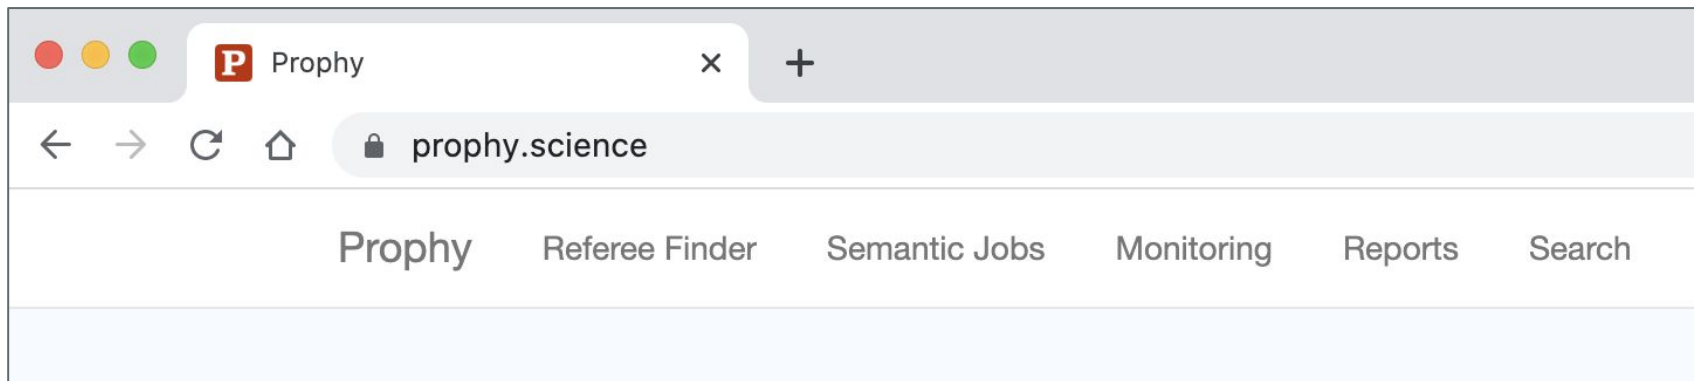 P Prophy
prophy.science
Prophy Referee Finder Semantic Jobs Monitoring Reports Search